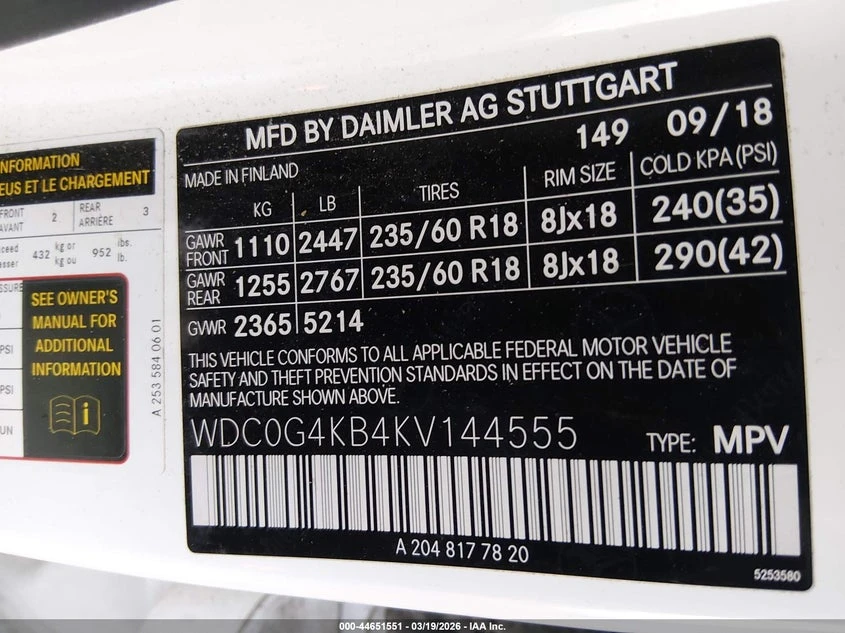 NFORMATION
EUS ET LE CHARGEMENT
FRONT
AVANT
2
REAR
ARRIÈRE
3
432
kg or
kg ou
952
lbs.
lb.
SEE OWNER'S
MANUAL FOR
ADDITIONAL
INFORMATION
PSI
PSI
A 253 584 06 01
MFD BY DAIMLER AG STUTTGART
149 09/18
MADE IN FINLAND
KG LB TIRES RIM SIZE COLD KPA (PSI)
GAWR FRONT 1110 2447 235/60 R18 8Jx18 240(35)
GAWR REAR 1255 2767 235/60 R18 8Jx18 290(42)
GVWR 2365 5214
THIS VEHICLE CONFORMS TO ALL APPLICABLE FEDERAL MOTOR VEHICLE
SAFETY AND THEFT PREVENTION STANDARDS IN EFFECT ON THE DATE OF
MANUFACTURE SHOWN ABOVE.
WDC0G4KB4KV144555 TYPE: MPV
A 204 817 78 20
5253580
000-44651551 | 03/19/2026 — IAA Inc.